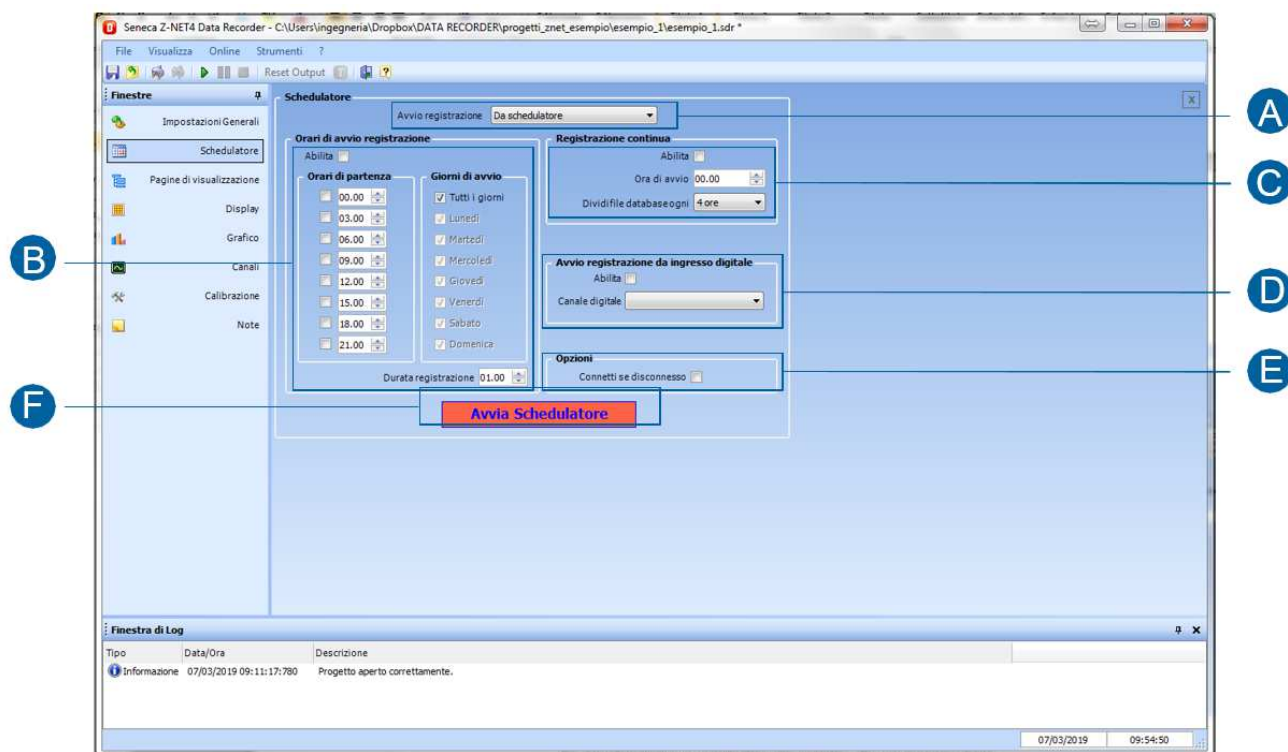 Seneca Z-NET4 Data Recorder - C:\Users\ingegneria\Dropbox\DATA RECORDER\progetti_znet_esempio\esempio_1\esempio_1.sdr *
File Visualizza Online Strumenti ?
Reset Output
Finestre
Impostazioni Generali
Schedulatore
Pagine di visualizzazione
Display
Grafico
Canali
Calibrazione
Note
Schedulatore
Avvio registrazione Da schedulatore
Orari di avvio registrazione
Abilita
Orari di partenza
00.00
03.00
06.00
09.00
12.00
15.00
18.00
21.00
Giorni di avvio
Tutti i giorni
Lunedì
Martedì
Mercoledì
Giovedì
Venerdì
Sabato
Domenica
Durata registrazione 01.00
Registrazione continua
Abilita
Ora di avvio 00.00
Dividi file database ogni 4 ore
Avvio registrazione da ingresso digitale
Abilita
Canale digitale
Opzioni
Connetti se disconnesso
Avvia Schedulatore
A
B
C
D
E
F
Finestra di Log
Tipo Data/Ora Descrizione
Informazione 07/03/2019 09:11:17:780 Progetto aperto correttamente.
07/03/2019 09:54:50